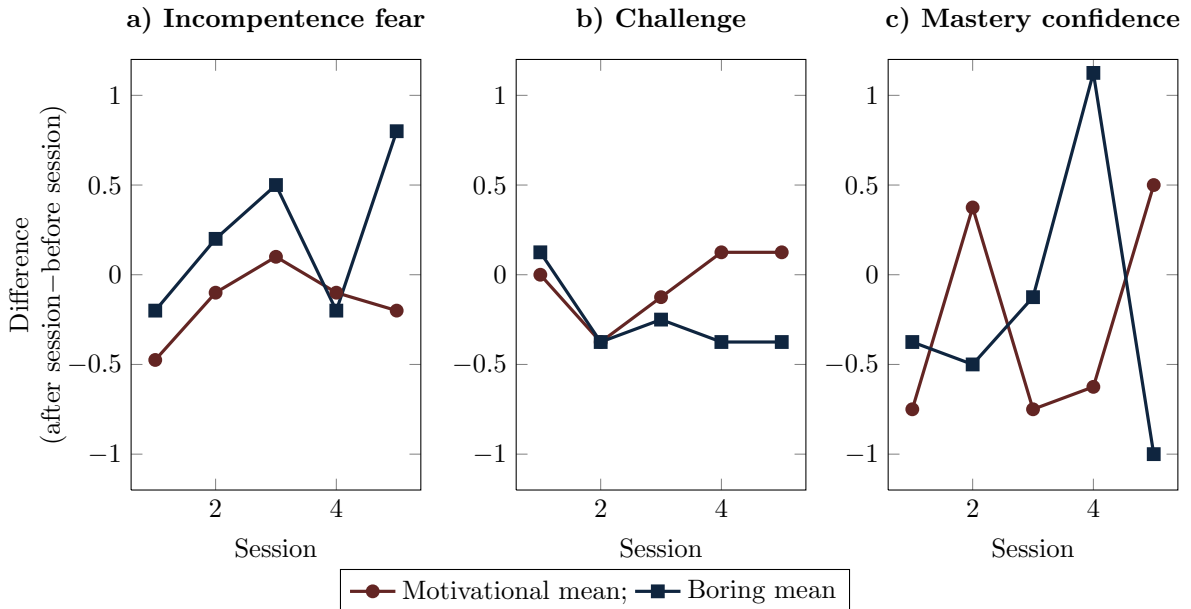 a) Incompentence fear
b) Challenge
c) Mastery confidence
Difference
(after session−before session)
1
0.5
0
−0.5
−1
2
4
Session
1
0.5
0
−0.5
−1
2
4
Session
1
0.5
0
−0.5
−1
2
4
Session
Motivational mean; Boring mean